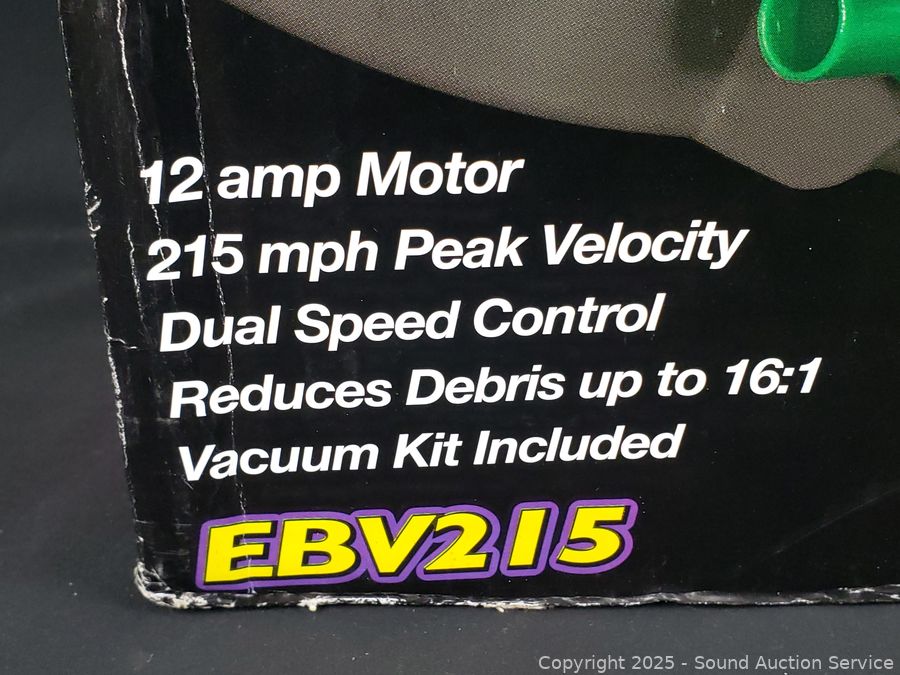 12 amp Motor
215 mph Peak Velocity
Dual Speed Control
Reduces Debris up to 16:1
Vacuum Kit Included
EBV215
Copyright 2025 - Sound Auction Service